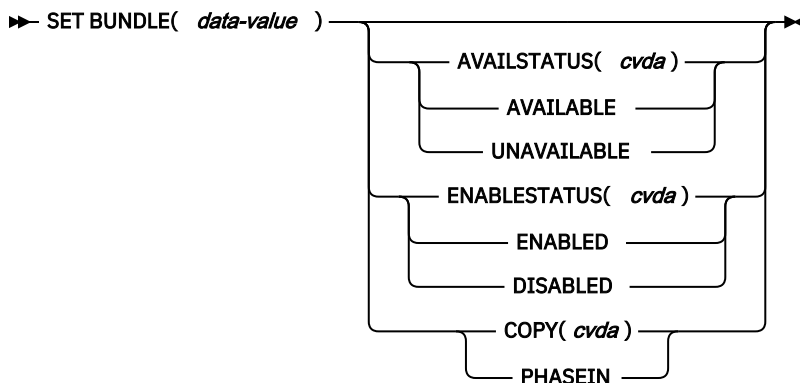 SET BUNDLE( data-value )
AVAILSTATUS( cvda )
AVAILABLE
UNAVAILABLE
ENABLESTATUS( cvda )
ENABLED
DISABLED
COPY( cvda )
PHASEIN